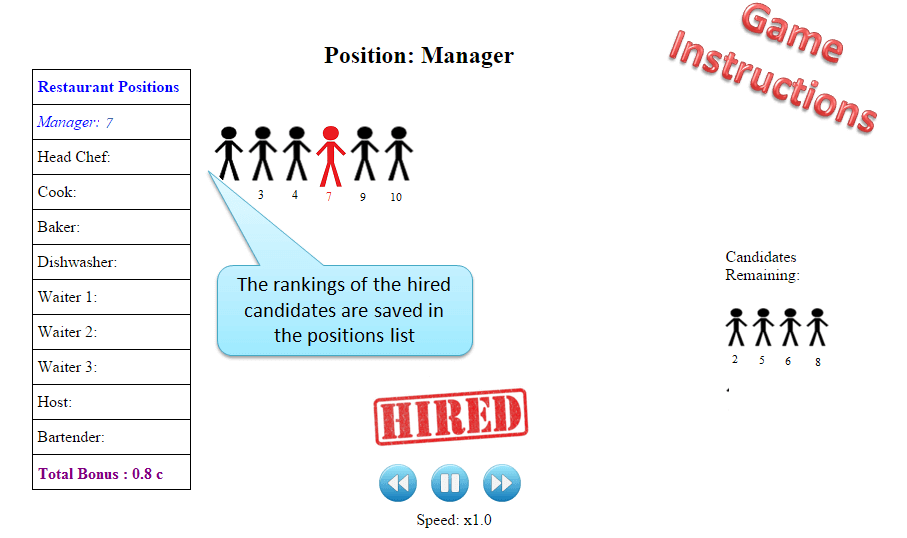 Game
Instructions
Position: Manager
Restaurant Positions
Manager: 7
Head Chef:
Cook:
Baker:
Dishwasher:
Waiter 1:
Waiter 2:
Waiter 3:
Host:
Bartender:
Total Bonus : 0.8 c
3 4 7 9 10
The rankings of the hired
candidates are saved in
the positions list
Candidates
Remaining:
2 5 6 8
HIRED
Speed: x1.0